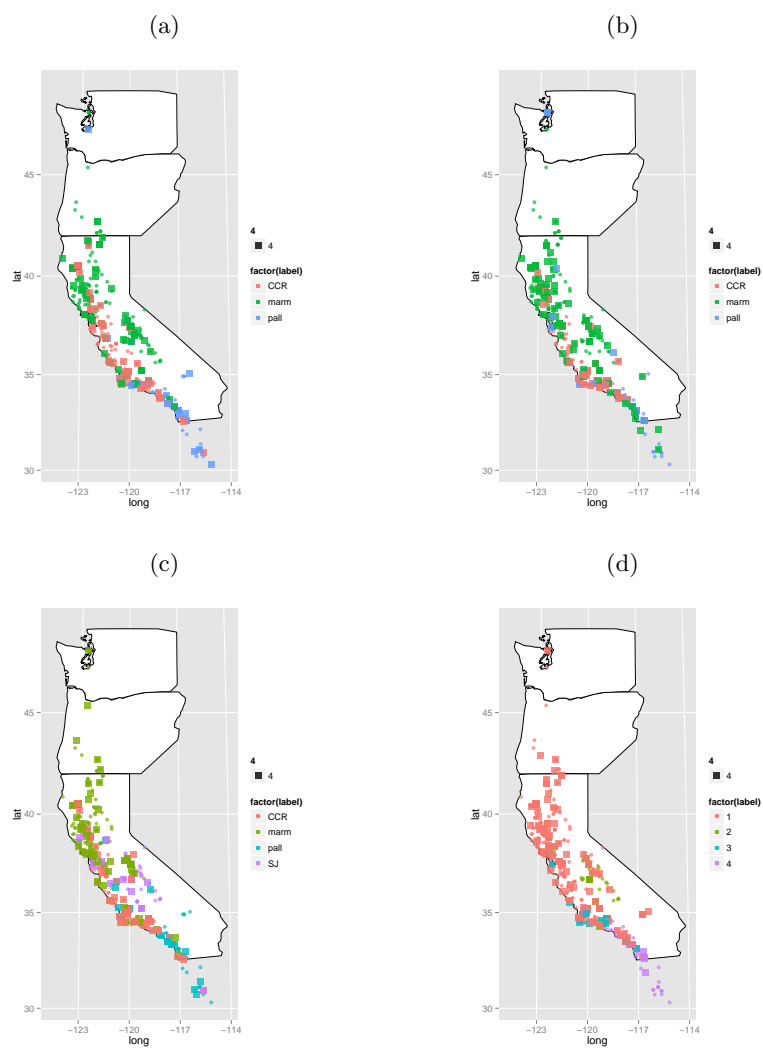 (a)
(b)
45
40
35
30
lat
−123 −120 −117 −114
long
4
4
factor(label)
CCR
marm
pall
45
40
35
30
lat
−123 −120 −117 −114
long
4
4
factor(label)
CCR
marm
pall
(c)
(d)
45
40
35
30
lat
−123 −120 −117 −114
long
4
4
factor(label)
CCR
marm
pall
SJ
45
40
35
30
lat
−123 −120 −117 −114
long
4
4
factor(label)
1
2
3
4